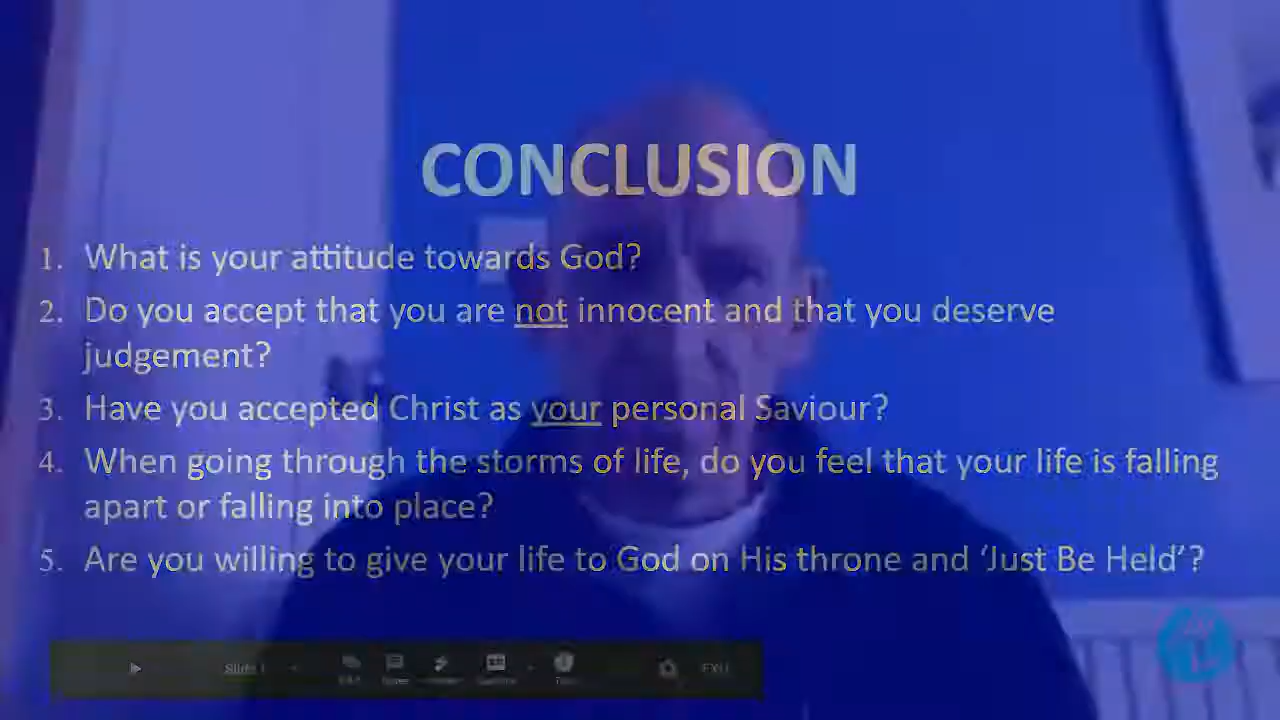 CONCLUSION
1. What is your attitude towards God?
2. Do you accept that you are not innocent and that you deserve
judgement?
3. Have you accepted Christ as your personal Saviour?
4. When going through the storms of life, do you feel that your life is falling
apart or falling into place?
5. Are you willing to give your life to God on His throne and ‘Just Be Held’?
Slide 1 EXIT